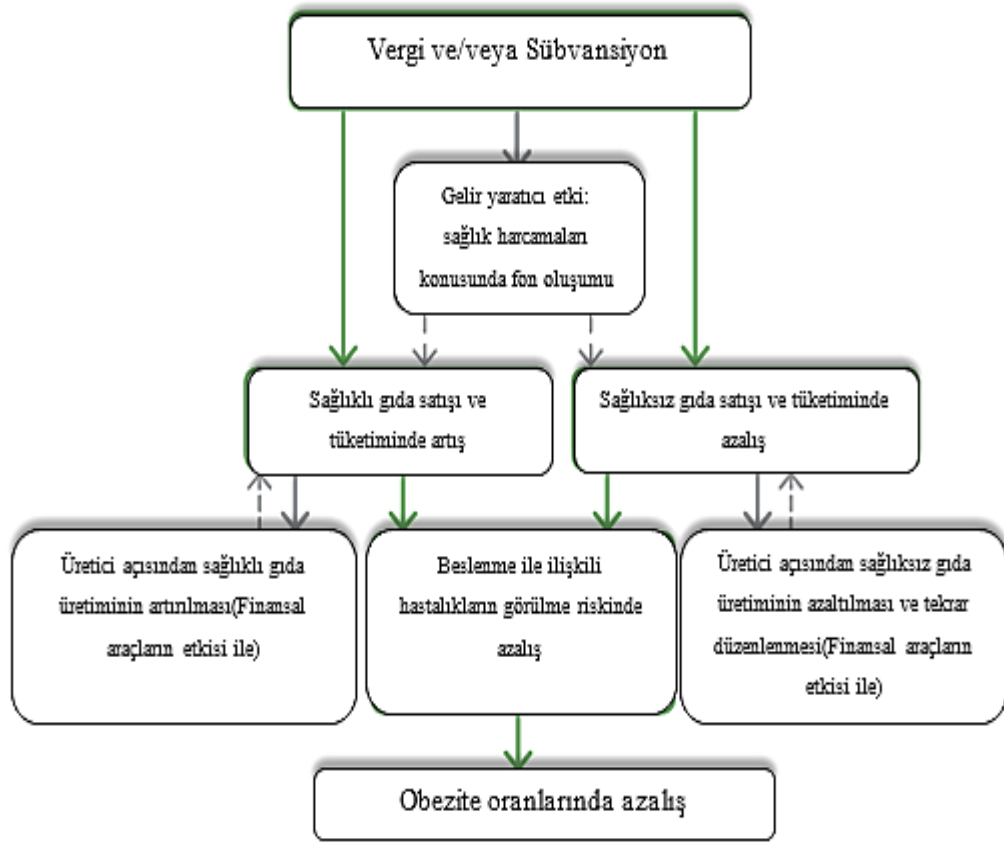 Vergi ve/veya Sübvansiyon
Gelir yaratıcı etki:
sağlık harcamaları
konusunda fon oluşumu
Sağlıklı gıda satışı ve
tüketiminde artış
Sağlıksız gıda satışı ve tüketiminde
azalış
Üretici açısından sağlıklı gıda
üretiminin artırılması(Finansal
araçların etkisi ile)
Beslenme ile ilişkili
hastalıkların görülme riskinde
azalış
Üretici açısından sağlıksız gıda
üretiminin azaltılması ve tekrar
düzenlenmesi(Finansal araçların
etkisi ile)
Obezite oranlarında azalış